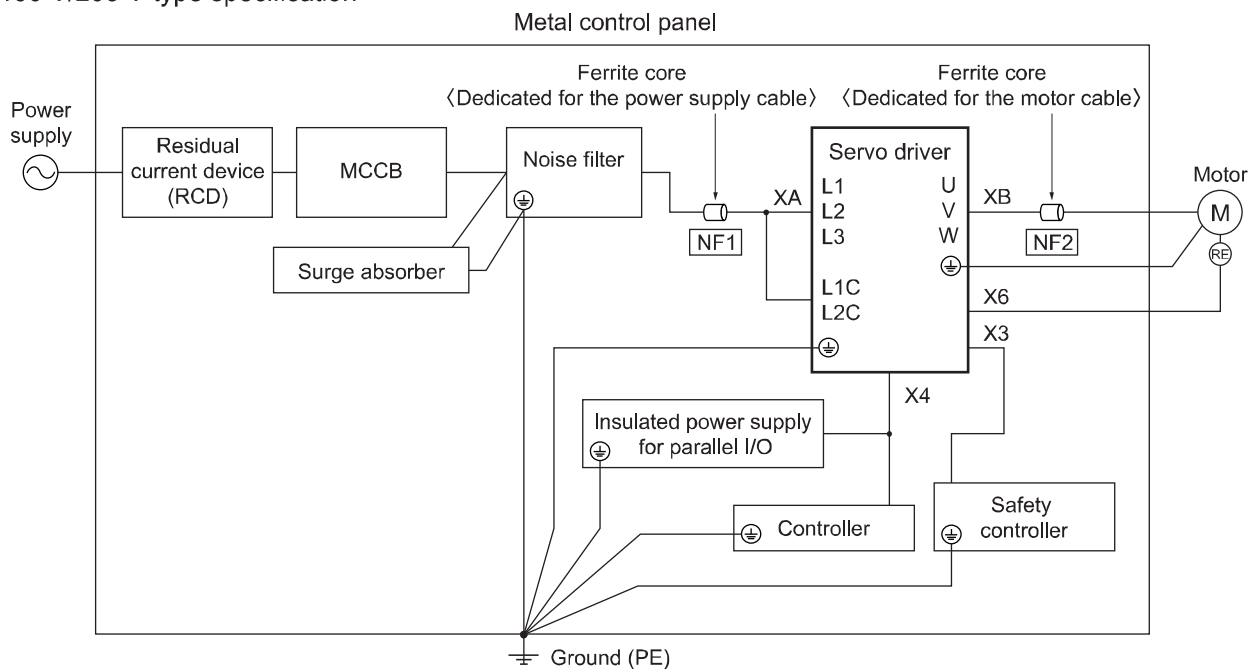 Metal control panel
Power
supply
Residual
current device
(RCD)
MCCB
Noise filter
Surge absorber
Ferrite core
〈Dedicated for the power supply cable〉
NF1
XA
Servo driver
L1
L2
L3
L1C
L2C
U
V
W
XB
Ferrite core
〈Dedicated for the motor cable〉
NF2
Motor
M
RE
X6
X3
X4
Insulated power supply
for parallel I/O
Controller
Safety
controller
Ground (PE)